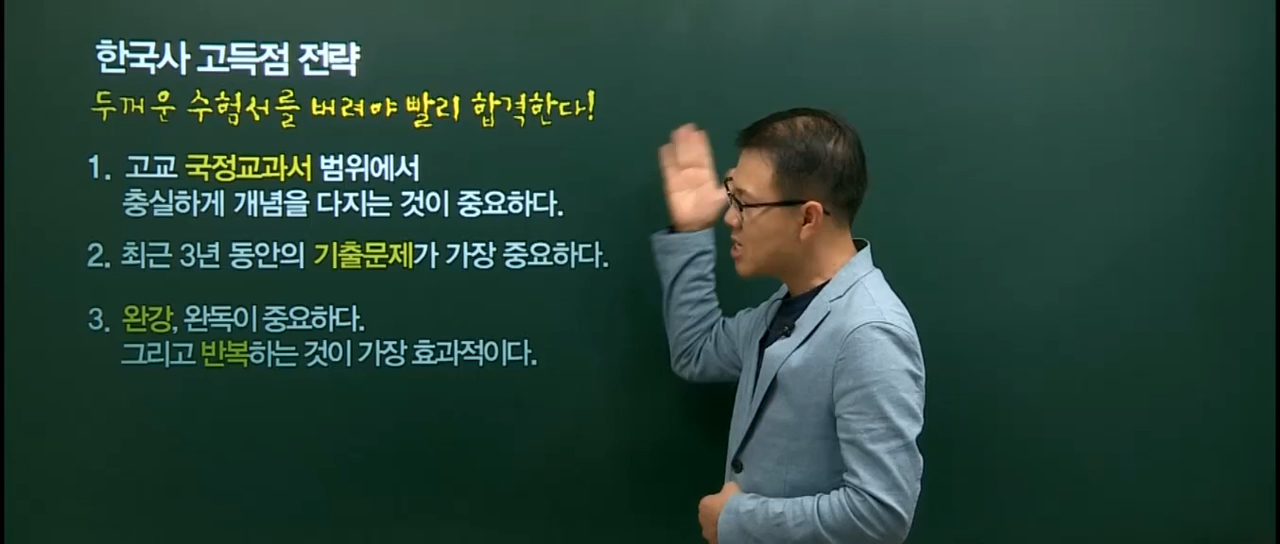 한국사 고득점 전략
두꺼운 수험서를 버려야 빨리 합격한다!
1. 고교 국정교과서 범위에서
충실하게 개념을 다지는 것이 중요하다.
2. 최근 3년 동안의 기출문제가 가장 중요하다.
3. 완강, 완독이 중요하다.
그리고 반복하는 것이 가장 효과적이다.